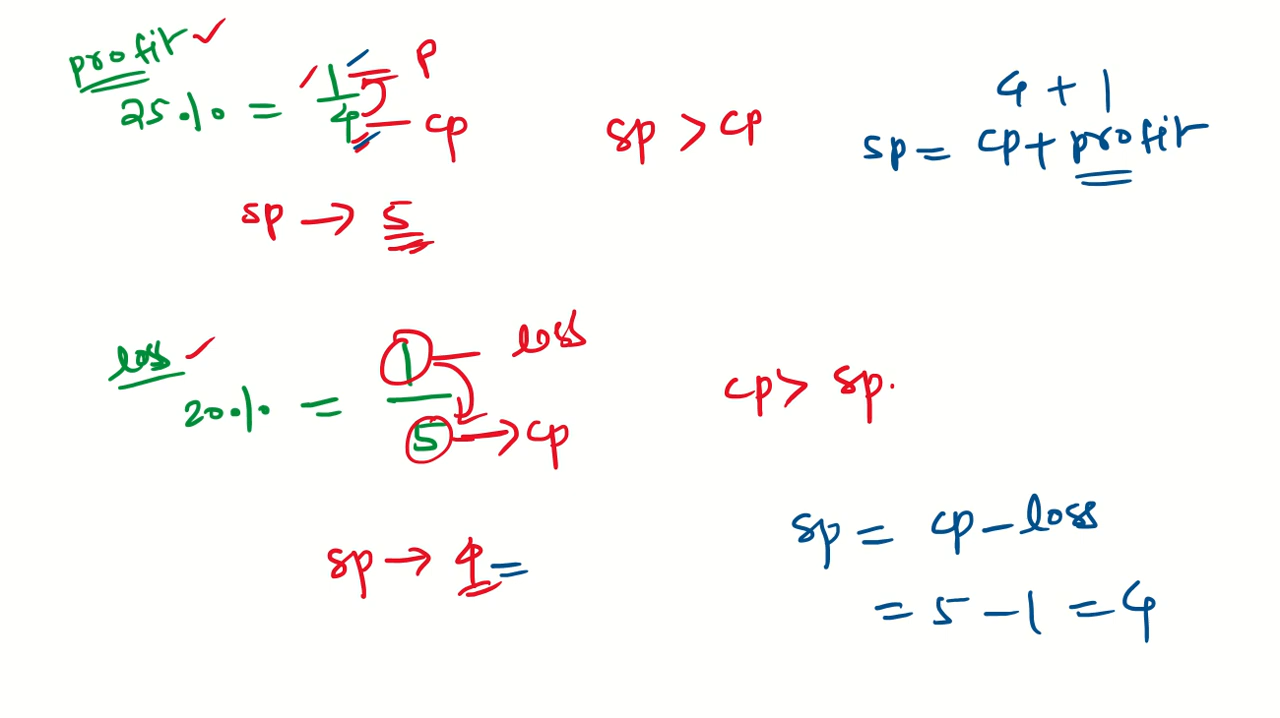 profit ✓
25% = 1/4 P
cp
sp > cp
4 + 1
sp = cp + profit
sp → 5
loss ✓
20% = 1/5
loss
→ cp
cp > sp.
sp → 4 =
sp = cp - loss
= 5 - 1 = 4